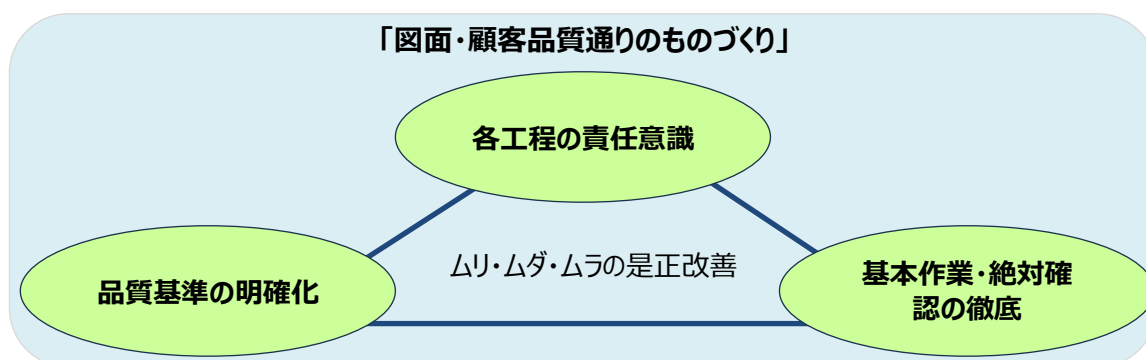 「図面・顧客品質通りのものづくり」
各工程の責任意識
ムリ・ムダ・ムラの是正改善
品質基準の明確化
基本作業・絶対確
認の徹底